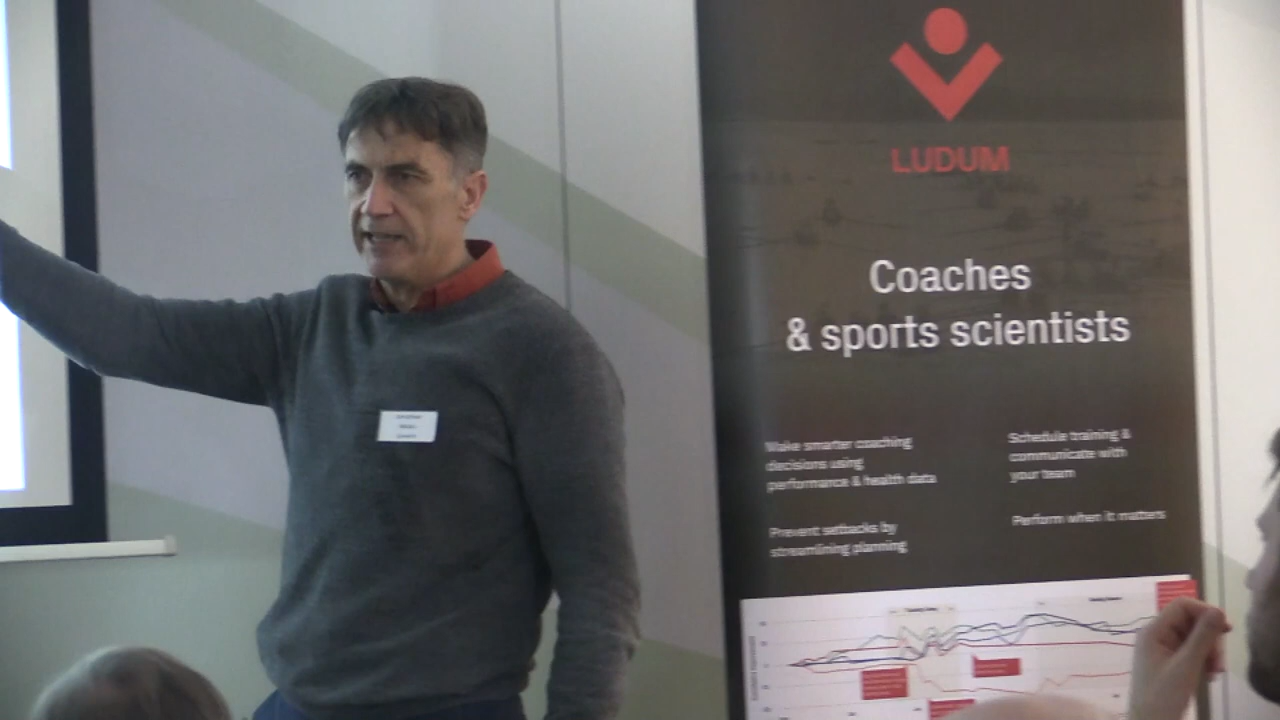 LUDUM
Coaches
& sports scientists
Make smarter coaching
decisions using
performance & health data
Prevent setbacks by
streamlining planning
Schedule training &
communicate with
your team
Perform when it matters